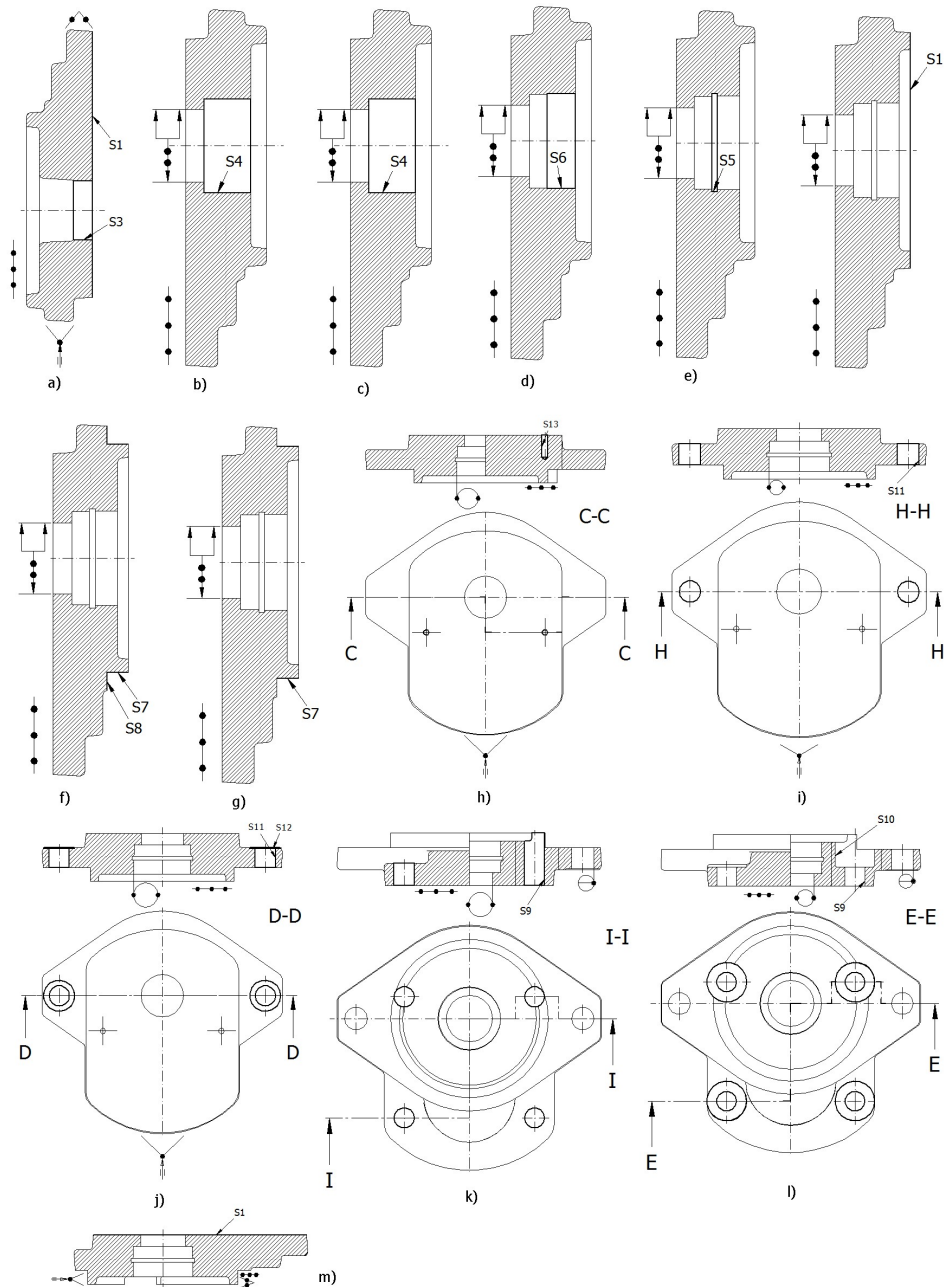 S1
S3
a)
S4
b)
S4
c)
S6
d)
S5
e)
S1
S7
S8
f)
S7
g)
S13
C-C
C
C
h)
S11
H-H
H
H
i)
S11
S12
D-D
D
D
j)
S9
I-I
I
I
k)
S10
S9
E-E
E
E
l)
S1
m)